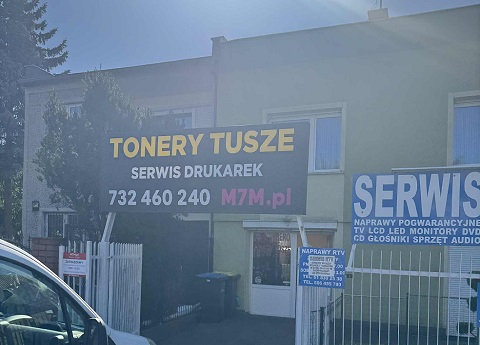 TONERY TUSZE
SERWIS DRUKAREK
732 460 240 M7M.pl
SERWIS
NAPRAWY POGWARANCYJNE
TV LCD LED MONITORY DVD
CD GŁOŚNIKI SPRZĘT AUDIO
NAPRAWY RTV